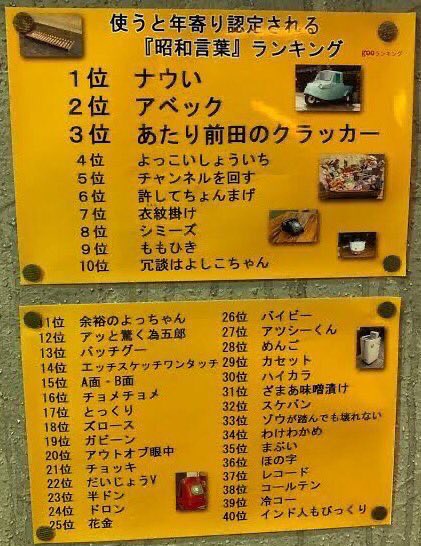 使うと年寄り認定される
『昭和言葉』ランキング
gooランキング
1位 ナウい
2位 アベック
3位 あたり前田のクラッカー
4位 よっこいしょういち
5位 チャンネルを回す
6位 許してちょんまげ
7位 衣紋掛け
8位 シミーズ
9位 ももひき
10位 冗談はよしこちゃん
11位 余裕のよっちゃん
12位 アッと驚く為五郎
13位 バッチグー
14位 エッチスケッチワンタッチ
15位 A面・B面
16位 チョメチョメ
17位 とっくり
18位 ズロース
19位 ガビーン
20位 アウトオブ眼中
21位 チョッキ
22位 だいじょうV
23位 半ドン
24位 ドロン
25位 花金
26位 バイビー
27位 アツシーくん
28位 めんご
29位 カセット
30位 ハイカラ
31位 ざまあ味噌漬け
32位 スケバン
33位 ゾウが踏んでも壊れない
34位 わけわかめ
35位 まぶい
36位 ほの字
37位 レコード
38位 コールテン
39位 冷コー
40位 インド人もびっくり